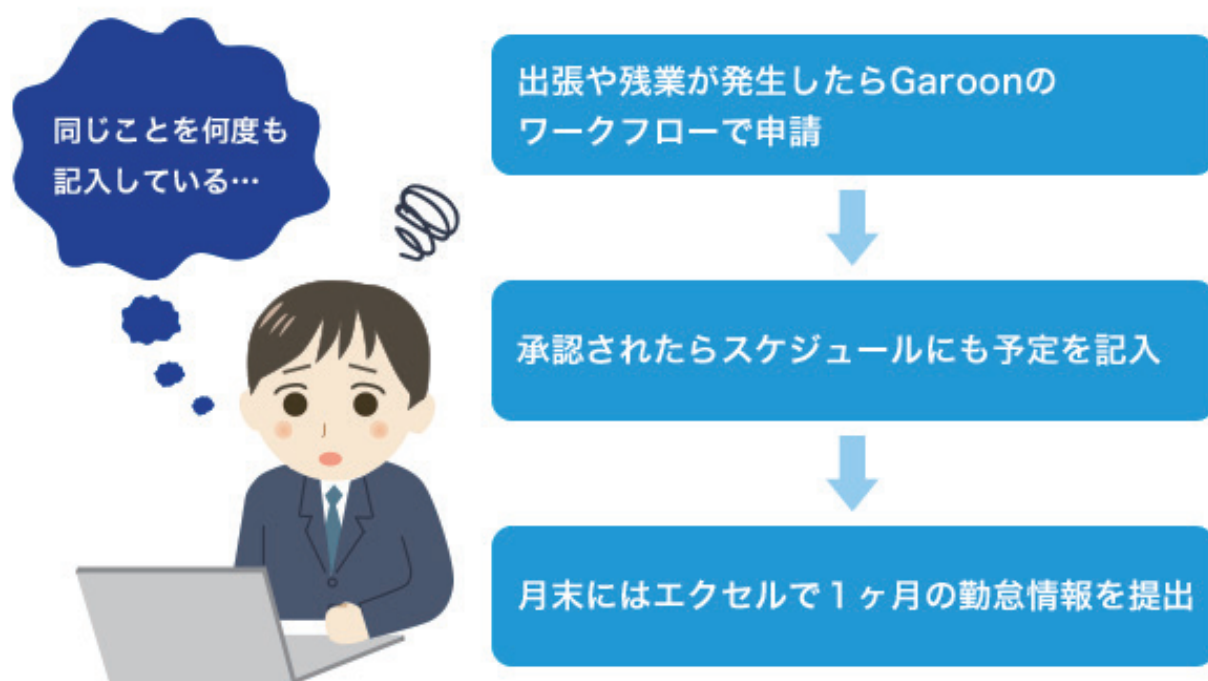 同じことを何度も
記入している…
出張や残業が発生したらGaroonの
ワークフローで申請
承認されたらスケジュールにも予定を記入
月末にはエクセルで１ヶ月の勤怠情報を提出